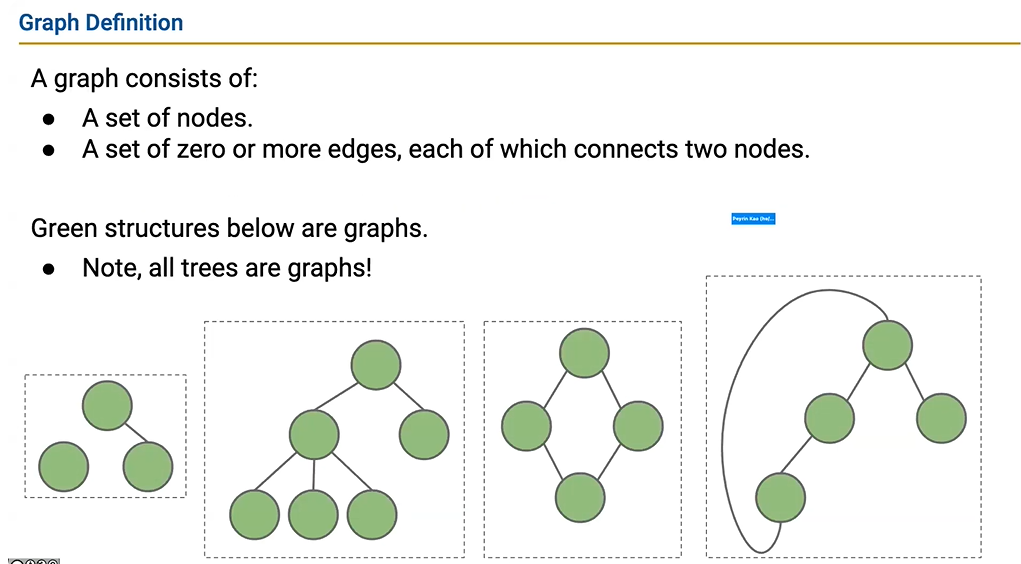 Graph Definition
A graph consists of:
● A set of nodes.
● A set of zero or more edges, each of which connects two nodes.
Peyrin Kao (he/...
Green structures below are graphs.
● Note, all trees are graphs!